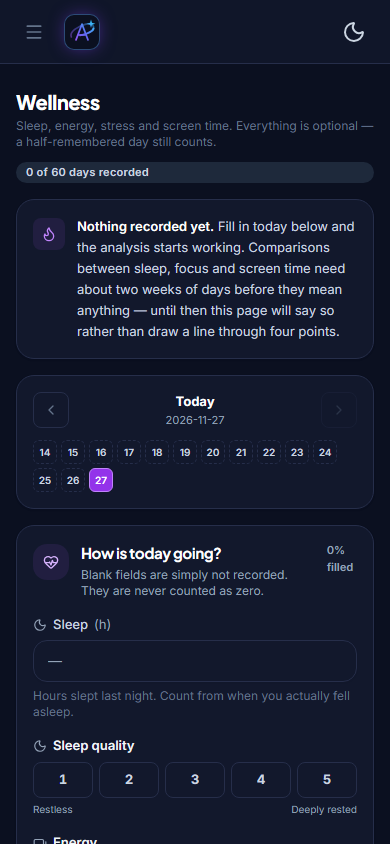 Wellness
Sleep, energy, stress and screen time. Everything is optional —
a half-remembered day still counts.
0 of 60 days recorded
Nothing recorded yet. Fill in today below and
the analysis starts working. Comparisons
between sleep, focus and screen time need
about two weeks of days before they mean
anything — until then this page will say so
rather than draw a line through four points.
Today
2026-11-27
14 15 16 17 18 19 20 21 22 23 24
25 26 27
How is today going?
0%
filled
Blank fields are simply not recorded.
They are never counted as zero.
Sleep (h)
—
Hours slept last night. Count from when you actually fell
asleep.
Sleep quality
1 2 3 4 5
Restless Deeply rested
Energy